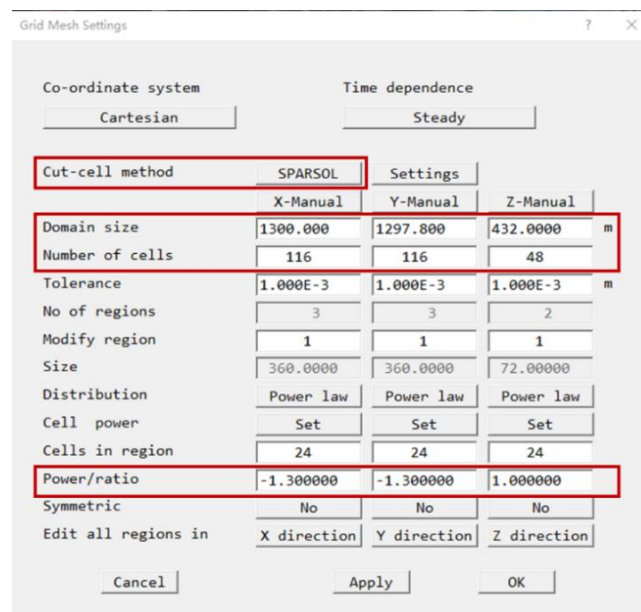 Grid Mesh Settings ? ×
Co-ordinate system Time dependence
Cartesian Steady
Cut-cell method SPARSOL Settings
X-Manual Y-Manual Z-Manual
Domain size 1300.000 1297.800 432.0000 m
Number of cells 116 116 48
Tolerance 1.000E-3 1.000E-3 1.000E-3 m
No of regions 3 3 2
Modify region 1 1 1
Size 360.0000 360.0000 72.00000
Distribution Power law Power law Power law
Cell power Set Set Set
Cells in region 24 24 24
Power/ratio -1.300000 -1.300000 1.000000
Symmetric No No No
Edit all regions in X direction Y direction Z direction
Cancel Apply OK